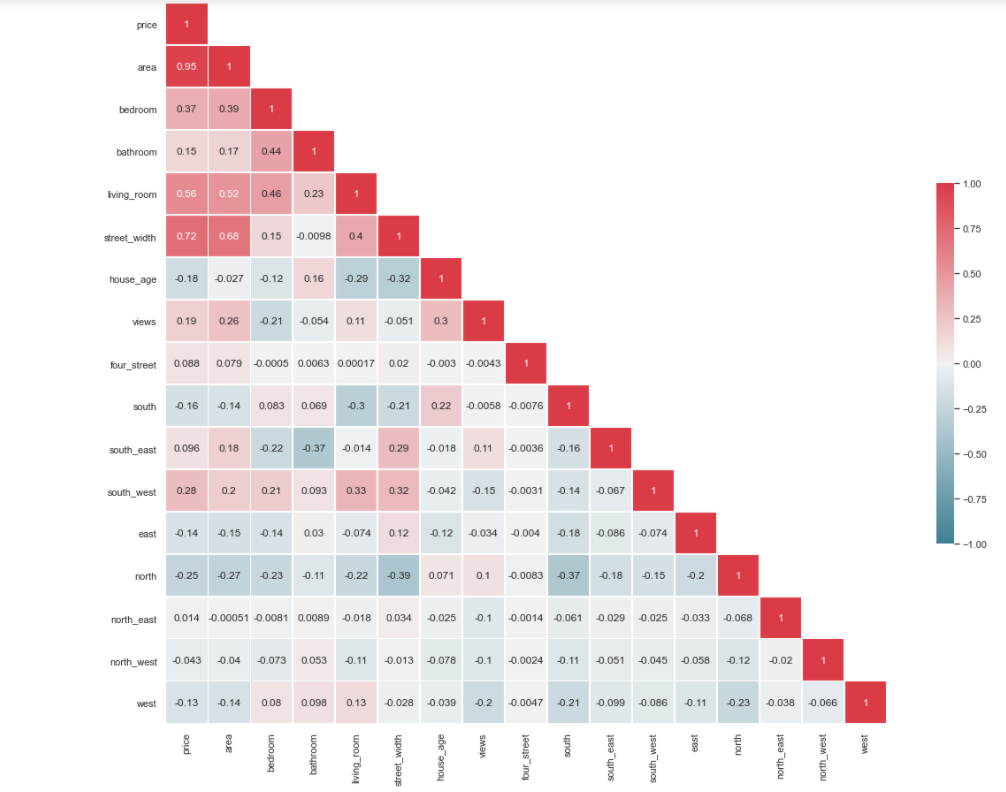 price 1
area 0.95 1
bedroom 0.37 0.39 1
bathroom 0.15 0.17 0.44 1
living_room 0.56 0.52 0.46 0.23 1
street_width 0.72 0.68 0.15 -0.0098 0.4 1
house_age -0.18 -0.027 -0.12 0.16 -0.29 -0.32 1
views 0.19 0.26 -0.21 -0.054 0.11 -0.051 0.3 1
four_street 0.088 0.079 -0.0005 0.0063 0.00017 0.02 -0.003 -0.0043 1
south -0.16 -0.14 0.083 0.069 -0.3 -0.21 0.22 -0.0058 -0.0076 1
south_east 0.096 0.18 -0.22 -0.37 -0.014 0.29 -0.018 0.11 -0.0036 -0.16 1
south_west 0.28 0.2 0.21 0.093 0.33 0.32 -0.042 -0.15 -0.0031 -0.14 -0.067 1
east -0.14 -0.15 -0.14 0.03 -0.074 0.12 -0.12 -0.034 -0.004 -0.18 -0.086 -0.074 1
north -0.25 -0.27 -0.23 -0.11 -0.22 -0.39 0.071 0.1 -0.0083 -0.37 -0.18 -0.15 -0.2 1
north_east 0.014 -0.00051 -0.0081 0.0089 -0.018 0.034 -0.025 -0.1 -0.0014 -0.061 -0.029 -0.025 -0.033 -0.068 1
north_west -0.043 -0.04 -0.073 0.053 -0.11 -0.013 -0.078 -0.1 -0.0024 -0.11 -0.051 -0.045 -0.058 -0.12 -0.02 1
west -0.13 -0.14 0.08 0.098 0.13 -0.028 -0.039 -0.2 -0.0047 -0.21 -0.099 -0.086 -0.11 -0.23 -0.038 -0.066 1
price area bedroom bathroom living_room street_width house_age views four_street south south_east south_west east north north_east north_west west
1.00
0.75
0.50
0.25
0.00
-0.25
-0.50
-0.75
-1.00